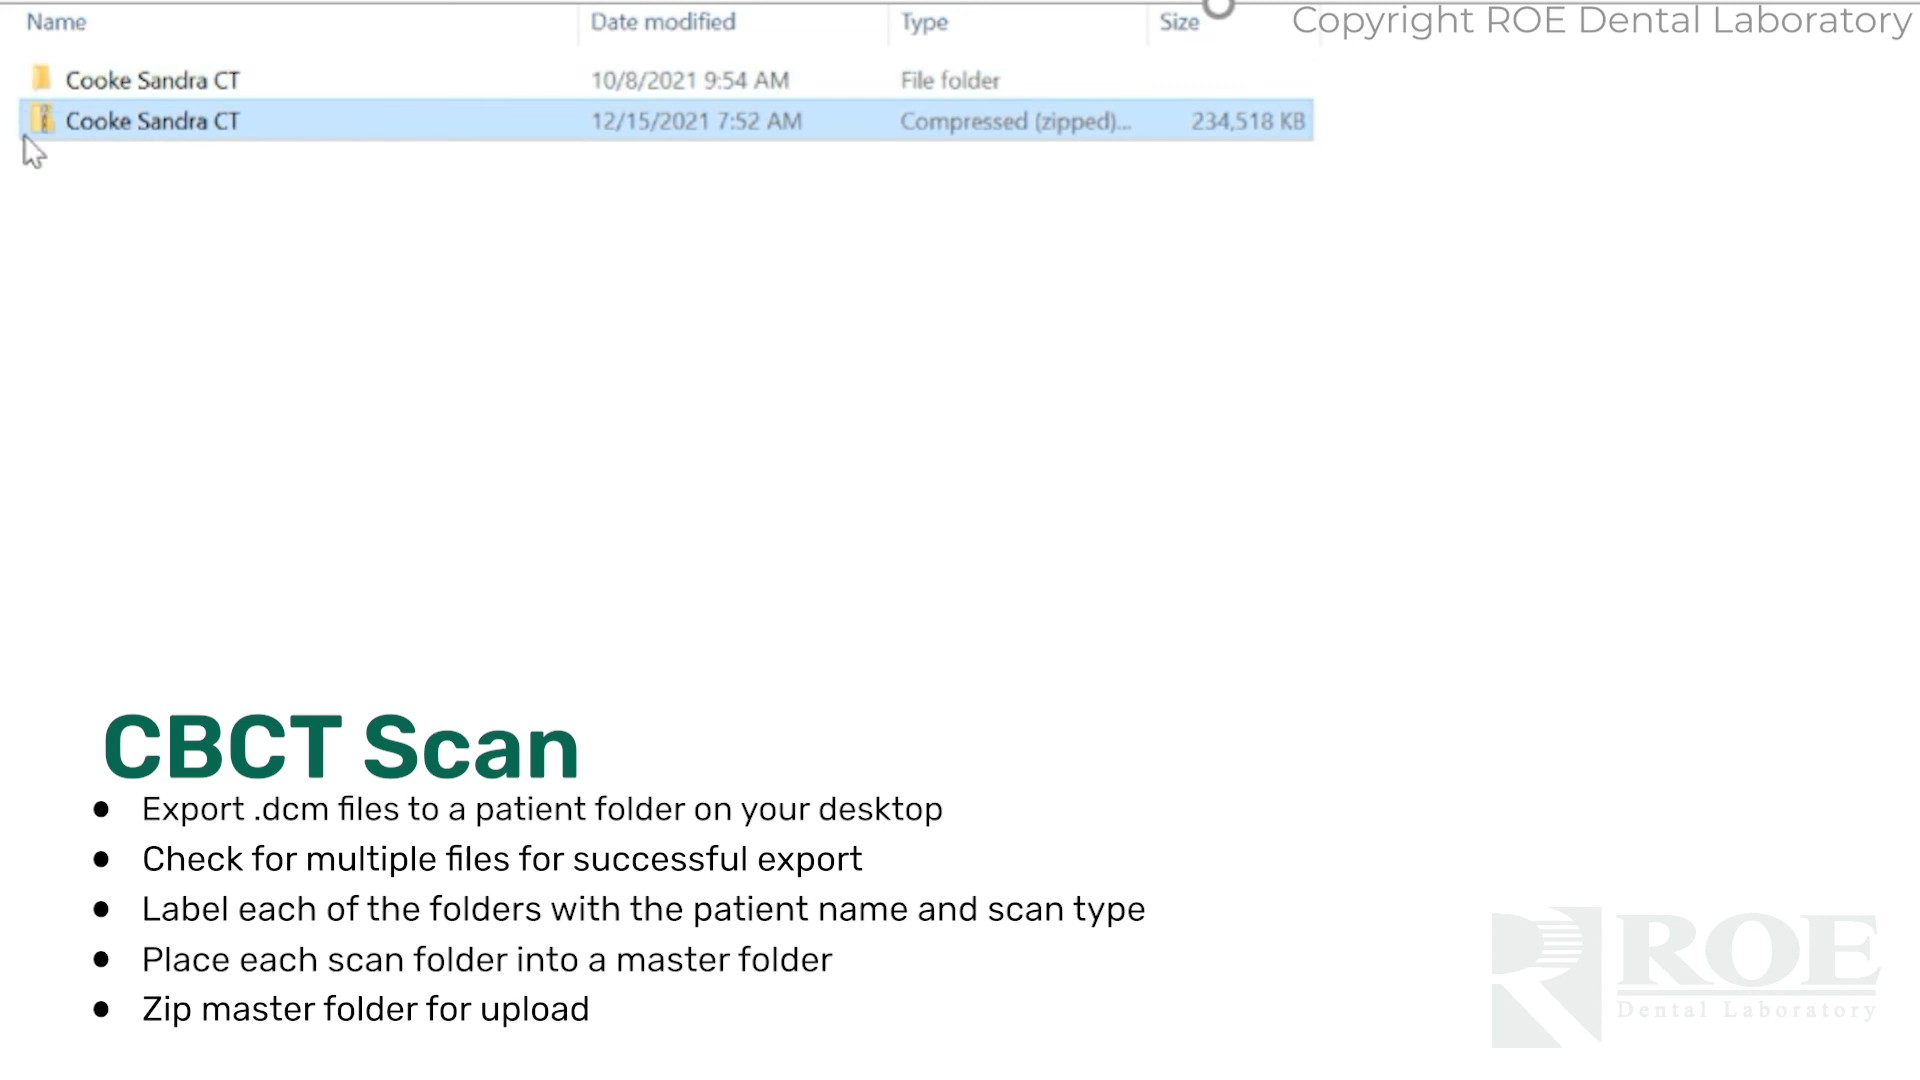 Name Date modified Type Size Copyright ROE Dental Laboratory
Cooke Sandra CT 10/8/2021 9:54 AM File folder
Cooke Sandra CT 12/15/2021 7:52 AM Compressed (zipped)... 234,518 KB
CBCT Scan
● Export .dcm files to a patient folder on your desktop
● Check for multiple files for successful export
● Label each of the folders with the patient name and scan type
● Place each scan folder into a master folder
● Zip master folder for upload
ROE
Dental Laboratory